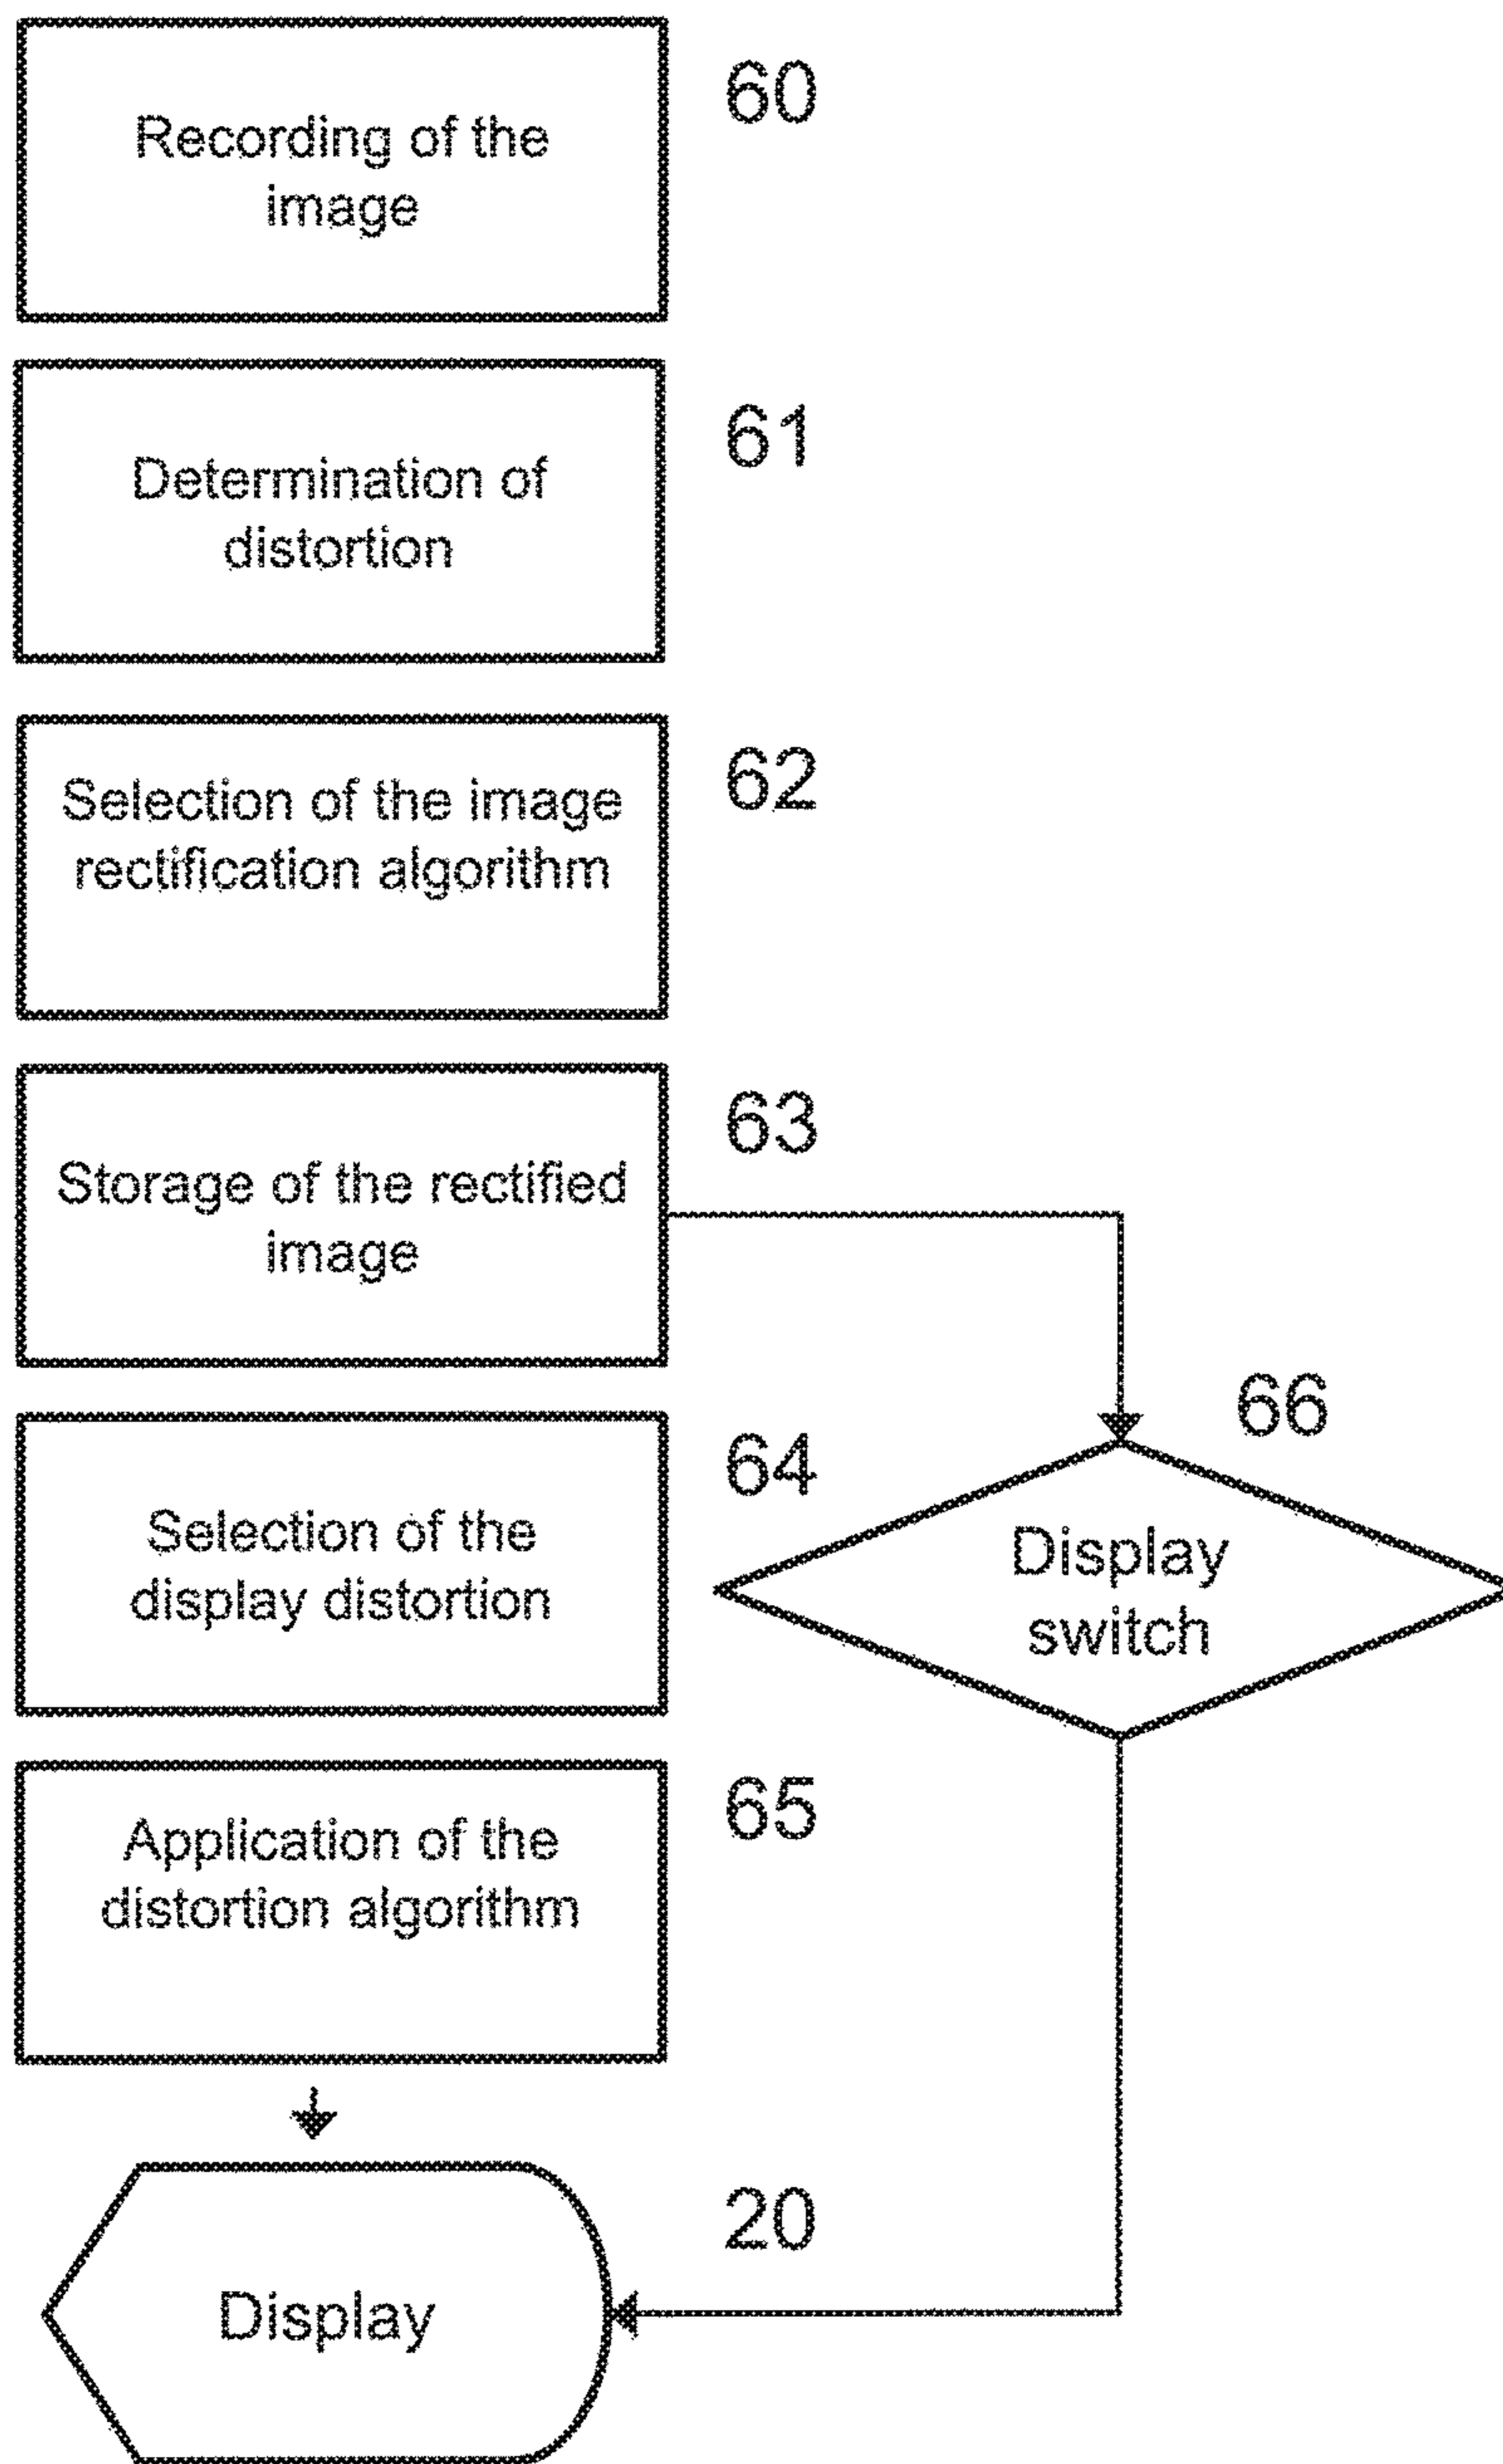 60
Recording of the
image
61
Determination of
distortion
62
Selection of the image
rectification algorithm
63
Storage of the rectified
image
64
Selection of the
display distortion
66
Display
switch
65
Application of the
distortion algorithm
20
Display